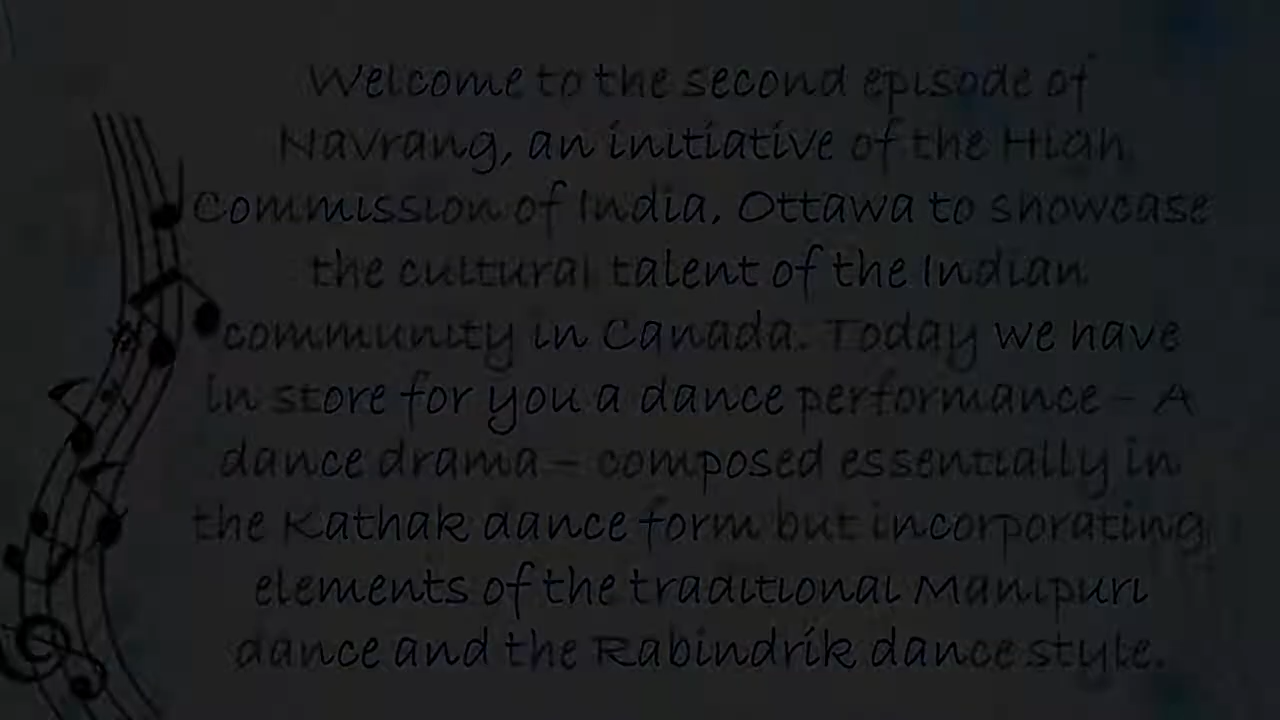 Welcome to the second episode of
Navrang, an initiative of the High
Commission of India, Ottawa to showcase
the cultural talent of the Indian
community in Canada. Today we have
in store for you a dance performance – A
dance drama – composed essentially in
the Kathak dance form but incorporating
elements of the traditional Manipuri
dance and the Rabindrik dance style.